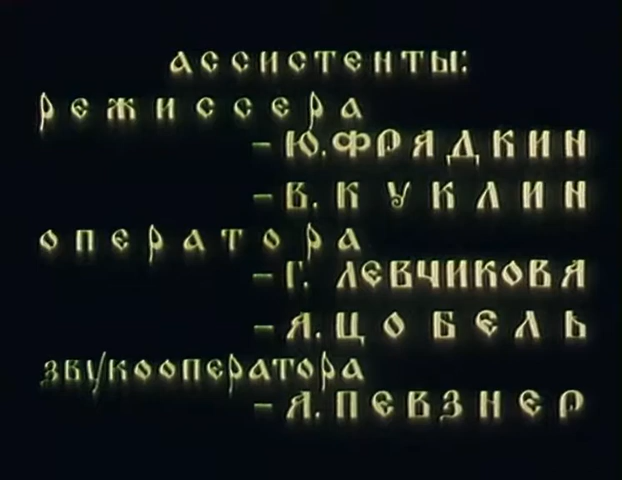 ассистенты:
режиссера
– Ю. ФРЯДКИН
– В. КУКЛИН
оператора
– Г. ЛЕВЧИКОВА
– Я. ЦОБЕЛЬ
звукооператора
– А. ПЕВЗНЕР